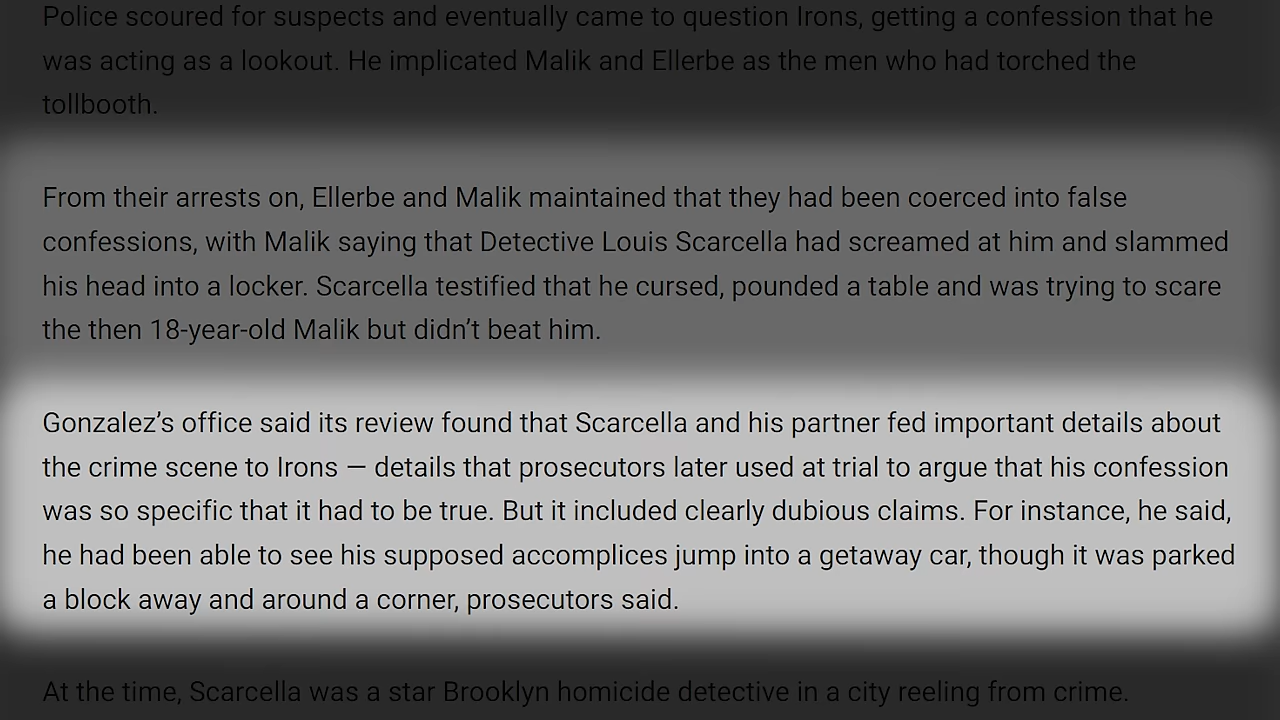 Police scoured for suspects and eventually came to question Irons, getting a confession that he
was acting as a lookout. He implicated Malik and Ellerbe as the men who had torched the
tollbooth.
From their arrests on, Ellerbe and Malik maintained that they had been coerced into false
confessions, with Malik saying that Detective Louis Scarcella had screamed at him and slammed
his head into a locker. Scarcella testified that he cursed, pounded a table and was trying to scare
the then 18-year-old Malik but didn’t beat him.
Gonzalez’s office said its review found that Scarcella and his partner fed important details about
the crime scene to Irons — details that prosecutors later used at trial to argue that his confession
was so specific that it had to be true. But it included clearly dubious claims. For instance, he said,
he had been able to see his supposed accomplices jump into a getaway car, though it was parked
a block away and around a corner, prosecutors said.
At the time, Scarcella was a star Brooklyn homicide detective in a city reeling from crime.